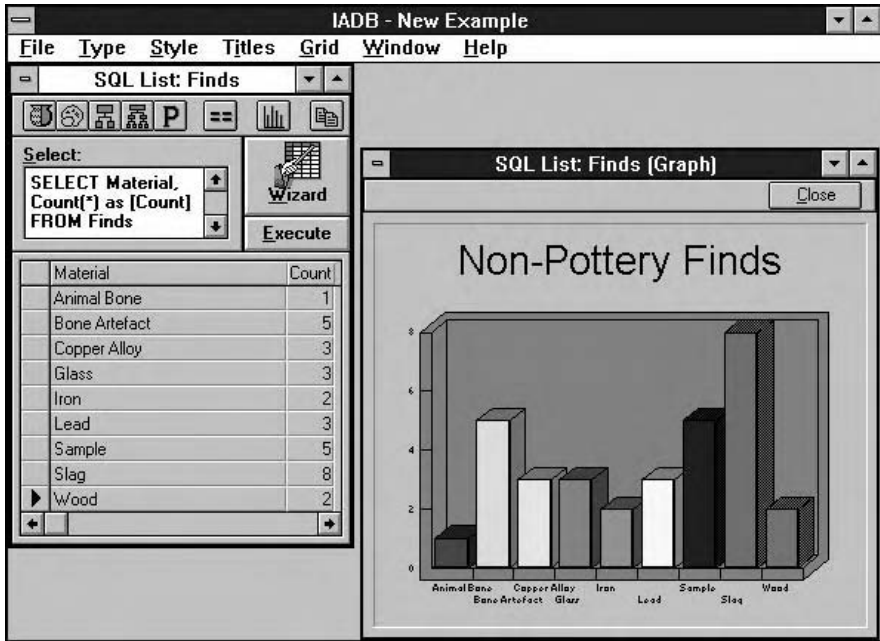 IADB - New Example
File Type Style Titles Grid Window Help
SQL List: Finds
P ==
Select:
SELECT Material,
Count(*) as [Count]
FROM Finds
Wizard
Execute
Material Count
Animal Bone 1
Bone Artefact 5
Copper Alloy 3
Glass 3
Iron 2
Lead 3
Sample 5
Slag 8
Wood 2
SQL List: Finds (Graph)
Close
Non-Pottery Finds
8
6
4
2
0
Animal Bone Copper Alloy Iron Sample Wood
Bone Artefact Glass Lead Slag